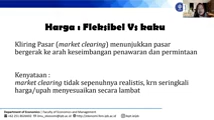 Harga : Fleksibel Vs kaku
Kliring Pasar (market clearing) menunjukkan pasar
bergerak ke arah keseimbangan penawaran dan permintaan
Kenyataan :
market clearing tidak sepenuhnya realistis, krn seringkali
harga/upah menyesuaikan secara lambat
Department of Economics | Faculty of Economics and Management